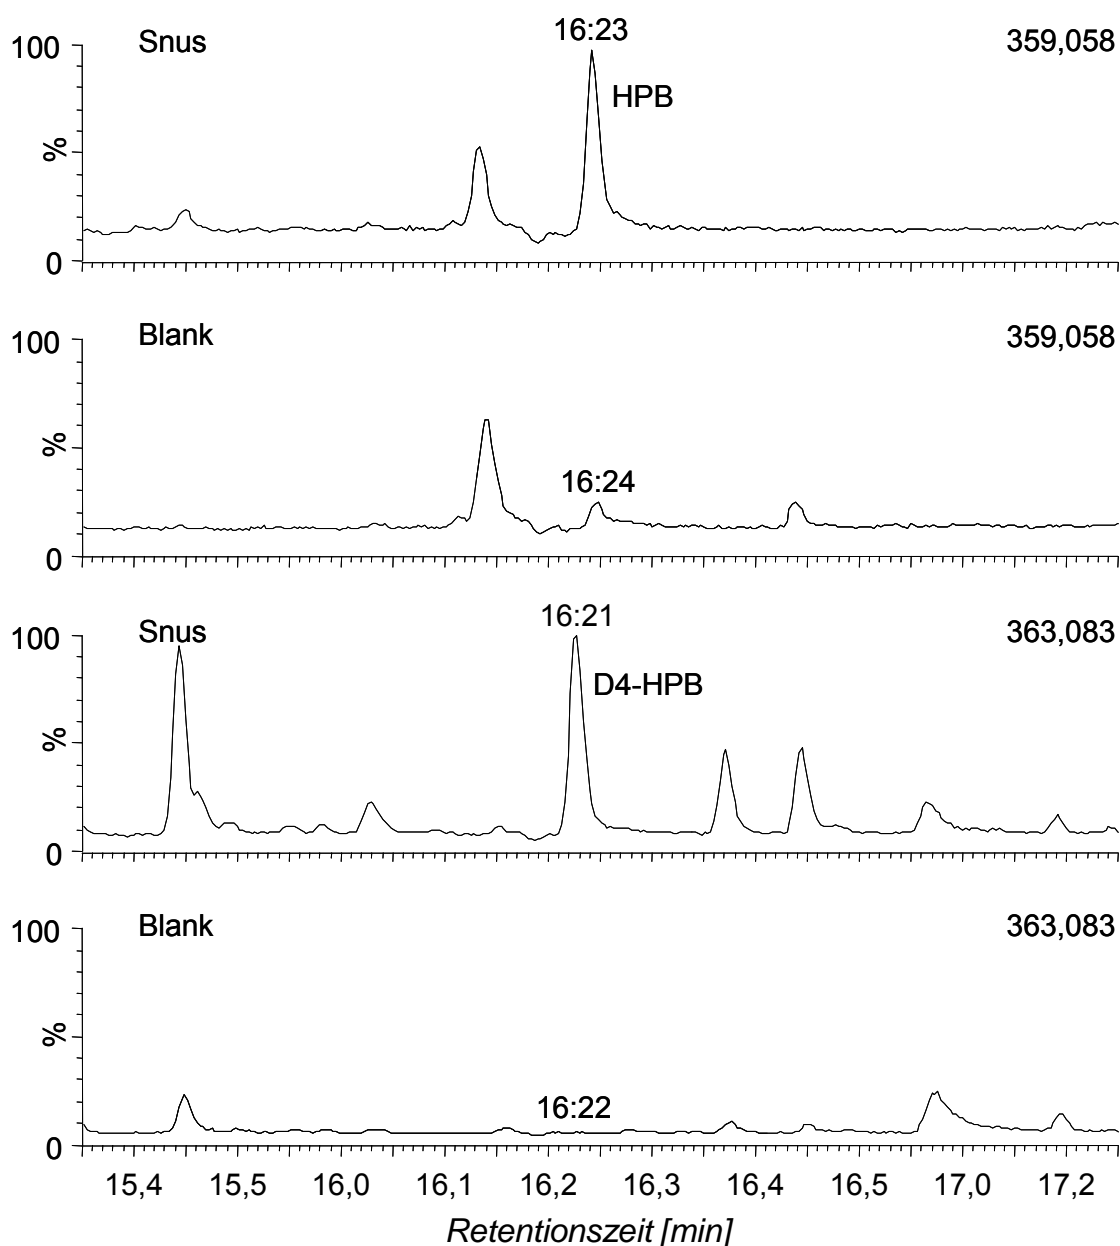 16:23
100 Snus 359,058
HPB
%
0
100 Blank 359,058
16:24
%
0
16:21
100 Snus 363,083
D4-HPB
%
0
100 Blank 363,083
%
16:22
0
15,4 15,5 16,0 16,1 16,2 16,3 16,4 16,5 17,0 17,2
Retentionszeit [min]